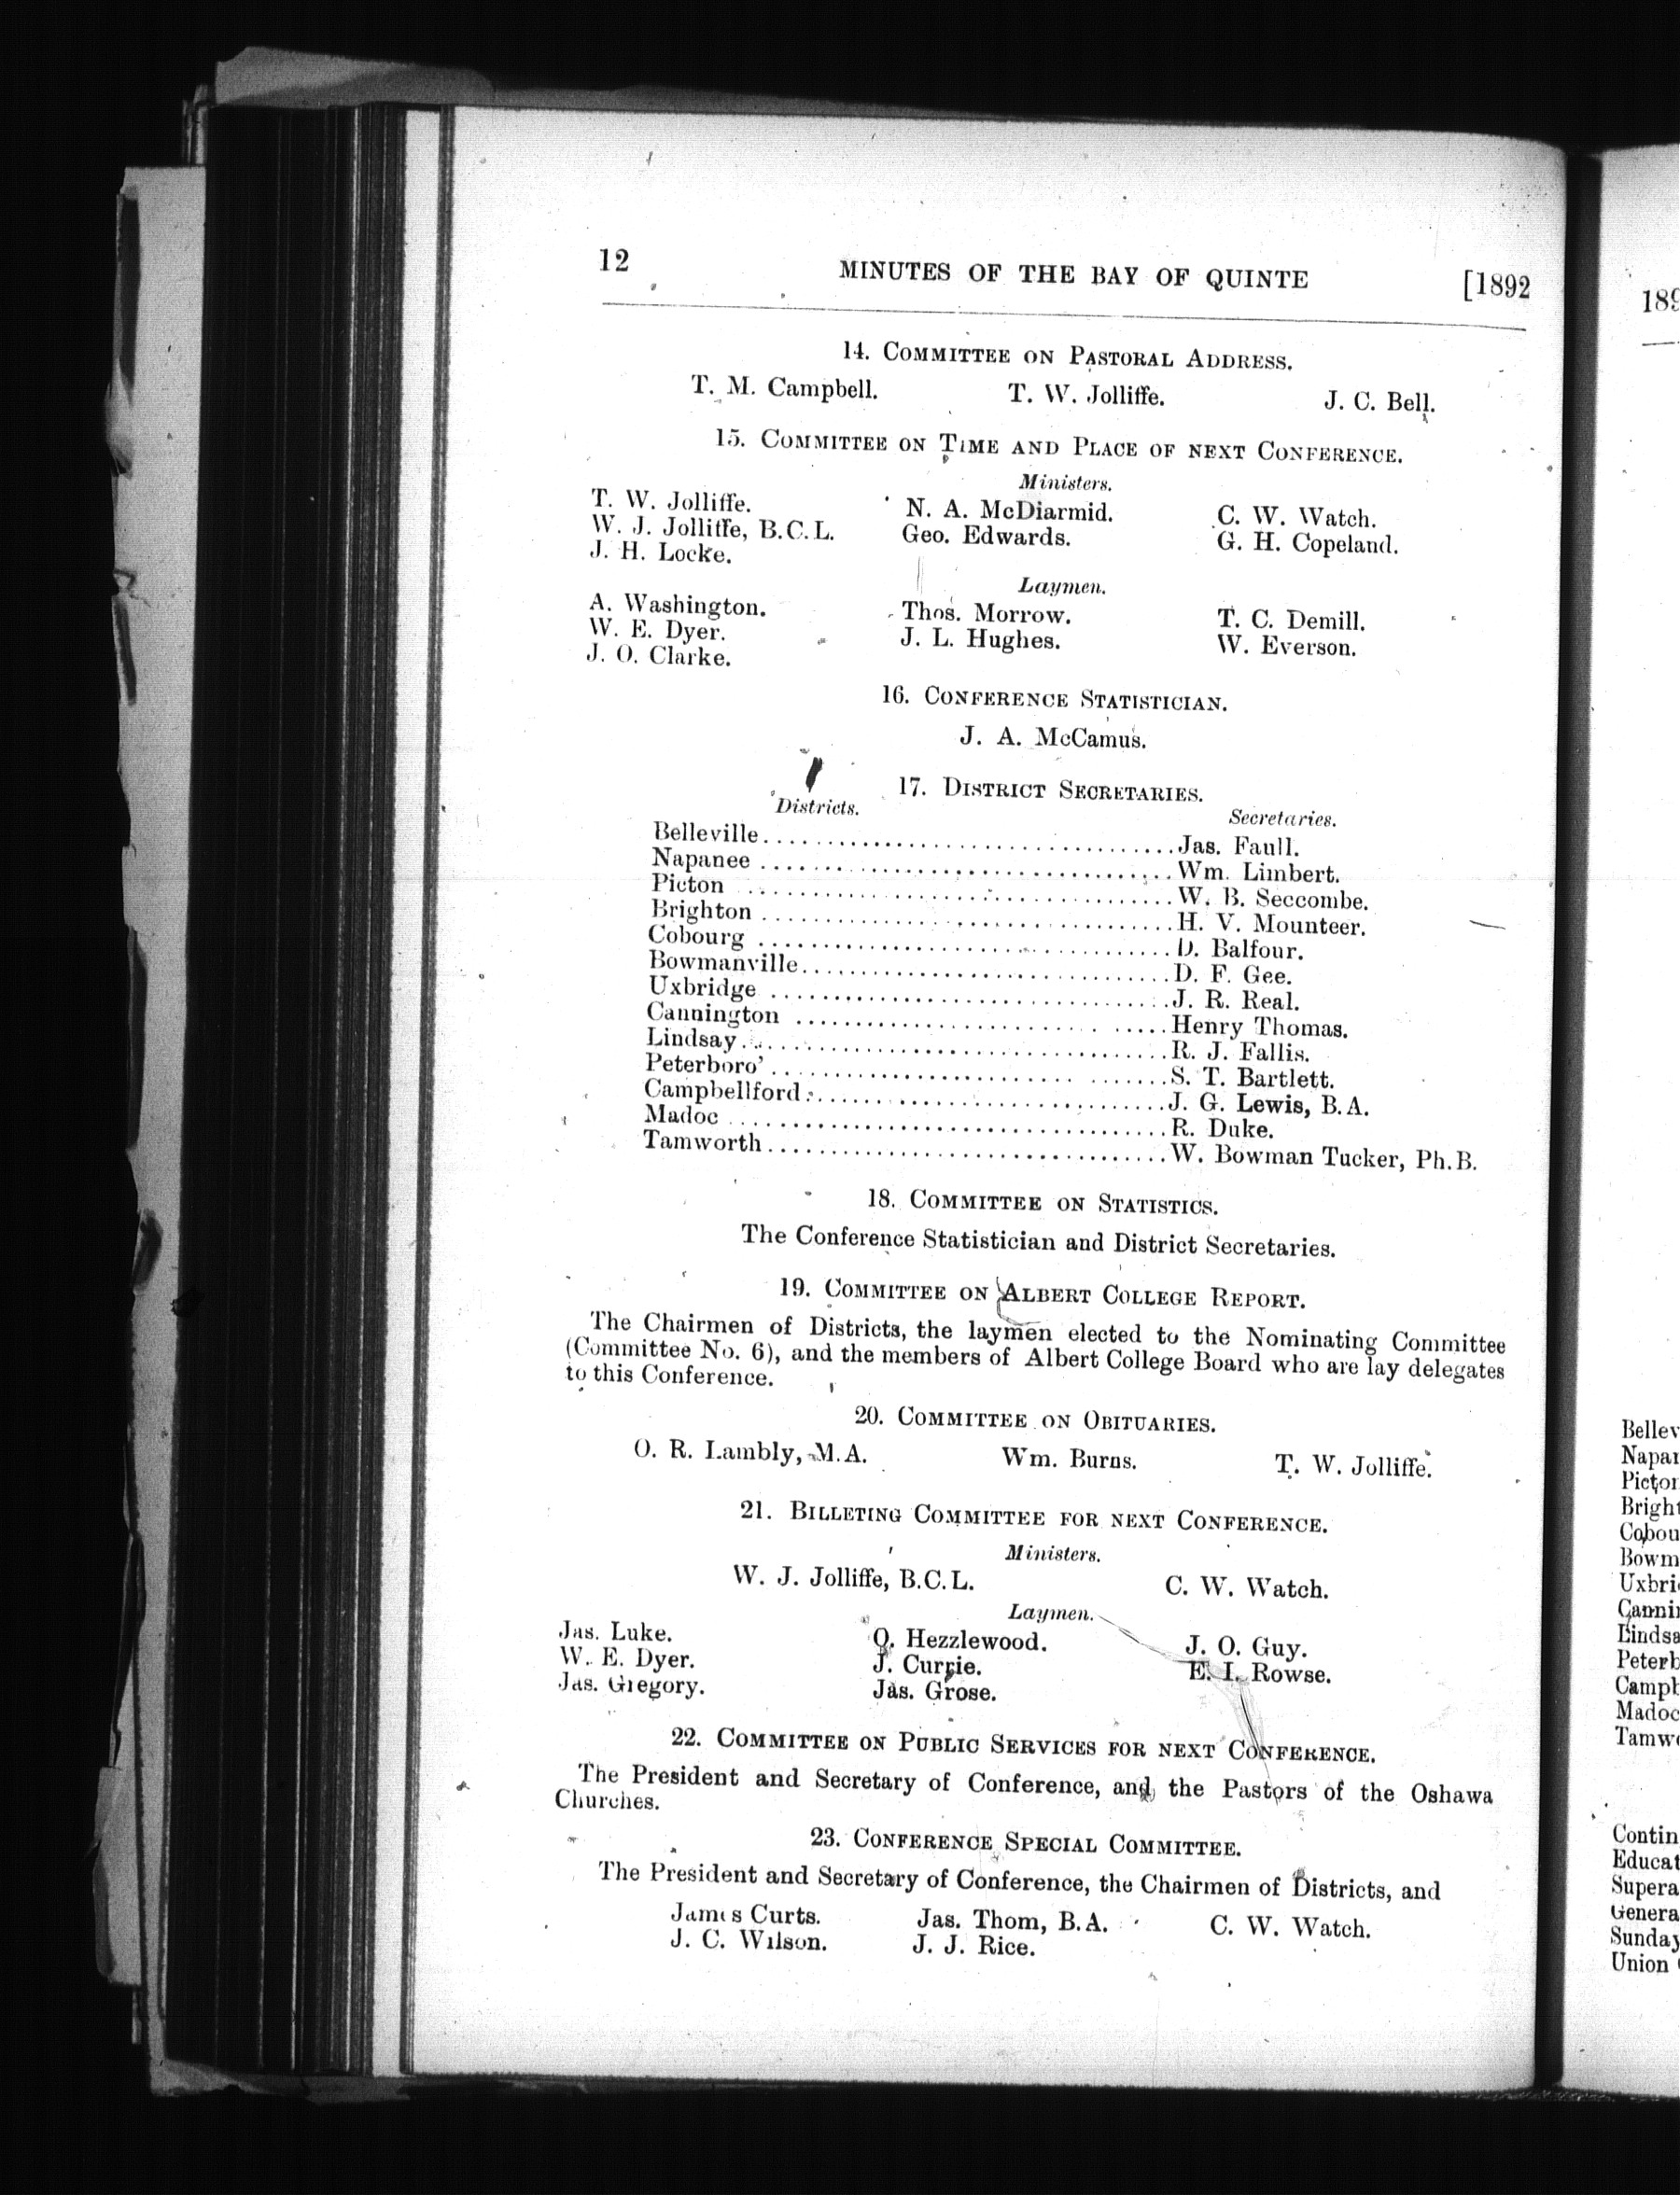 12 MINUTES OF THE BAY OF QUINTE [1892
14. COMMITTEE ON PASTORAL ADDRESS.
T. M. Campbell. T. W. Jolliffe. J. C. Bell.
15. COMMITTEE ON TIME AND PLACE OF NEXT CONFERENCE.
Ministers.
T. W. Jolliffe. N. A. McDiarmid. C. W. Watch.
W. J. Jolliffe, B.C.L. Geo. Edwards. G. H. Copeland.
J. H. Locke.
Laymen.
A. Washington. Thos. Morrow. T. C. Demill.
W. E. Dyer. J. L. Hughes. W. Everson.
J. O. Clarke.
16. CONFERENCE STATISTICIAN.
J. A. McCamus.
17. DISTRICT SECRETARIES.
Districts. Secretaries.
Belleville Jas. Faull.
Napanee Wm. Limbert.
Picton W. B. Seccombe.
Brighton H. V. Mounteer.
Cobourg D. Balfour.
Bowmanville D. F. Gee.
Uxbridge J. R. Real.
Cannington Henry Thomas.
Lindsay R. J. Fallis.
Peterboro' S. T. Bartlett.
Campbellford J. G. Lewis, B.A.
Madoc R. Duke.
Tamworth W. Bowman Tucker, Ph.B.
18. COMMITTEE ON STATISTICS.
The Conference Statistician and District Secretaries.
19. COMMITTEE ON ALBERT COLLEGE REPORT.
The Chairmen of Districts, the laymen elected to the Nominating Committee
(Committee No. 6), and the members of Albert College Board who are lay delegates
to this Conference.
20. COMMITTEE ON OBITUARIES.
O. R. Lambly, M.A. Wm. Burns. T. W. Jolliffe.
21. BILLETING COMMITTEE FOR NEXT CONFERENCE.
Ministers.
W. J. Jolliffe, B.C.L. C. W. Watch.
Laymen.
Jas. Luke. O. Hezzlewood. J. O. Guy.
W. E. Dyer. J. Currie. E. I. Rowse.
Jas. Gregory. Jas. Grose.
22. COMMITTEE ON PUBLIC SERVICES FOR NEXT CONFERENCE.
The President and Secretary of Conference, and the Pastors of the Oshawa
Churches.
23. CONFERENCE SPECIAL COMMITTEE.
The President and Secretary of Conference, the Chairmen of Districts, and
James Curts. Jas. Thom, B.A. C. W. Watch.
J. C. Wilson. J. J. Rice.